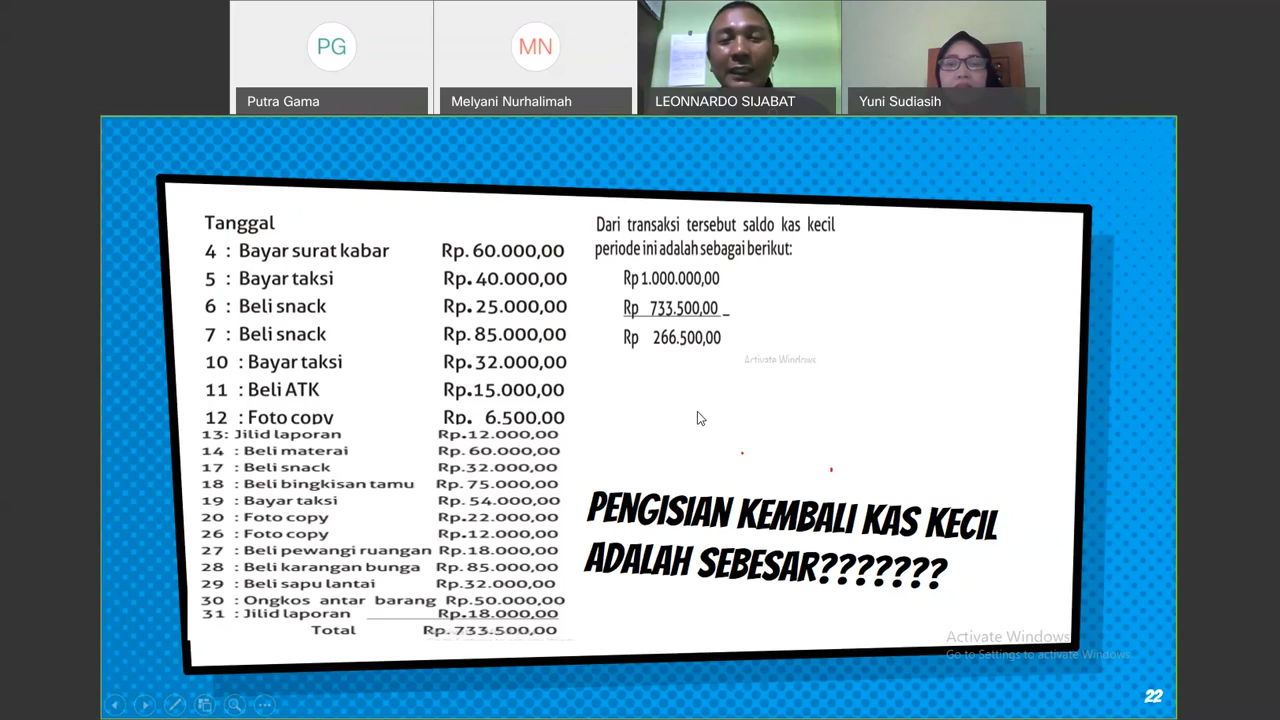 PG
MN
Putra Gama
Melyani Nurhalimah
LEONNARDO SIJABAT
Yuni Sudiasih
Tanggal
4 : Bayar surat kabar Rp. 60.000,00
5 : Bayar taksi Rp. 40.000,00
6 : Beli snack Rp. 25.000,00
7 : Beli snack Rp. 85.000,00
10 : Bayar taksi Rp. 32.000,00
11 : Beli ATK Rp. 15.000,00
12 : Foto copy Rp. 6.500,00
13: Jilid laporan Rp.12.000,00
14 : Beli materai Rp. 60.000,00
17 : Beli snack Rp.32.000,00
18 : Beli bingkisan tamu Rp. 75.000,00
19 : Bayar taksi Rp. 54.000,00
20 : Foto copy Rp.22.000,00
26 : Foto copy Rp.12.000,00
27 : Beli pewangi ruangan Rp.18.000,00
28 : Beli karangan bunga Rp. 85.000,00
29 : Beli sapu lantai Rp.32.000,00
30 : Ongkos antar barang Rp.50.000,00
31 : Jilid laporan Rp.18.000,00
Total Rp. 733.500,00
Dari transaksi tersebut saldo kas kecil
periode ini adalah sebagai berikut:
Rp 1.000.000,00
Rp 733.500,00 _
Rp 266.500,00
Activate Windows
PENGISIAN KEMBALI KAS KECIL
ADALAH SEBESAR???????
Activate Windows
Go to Settings to activate Windows.
22